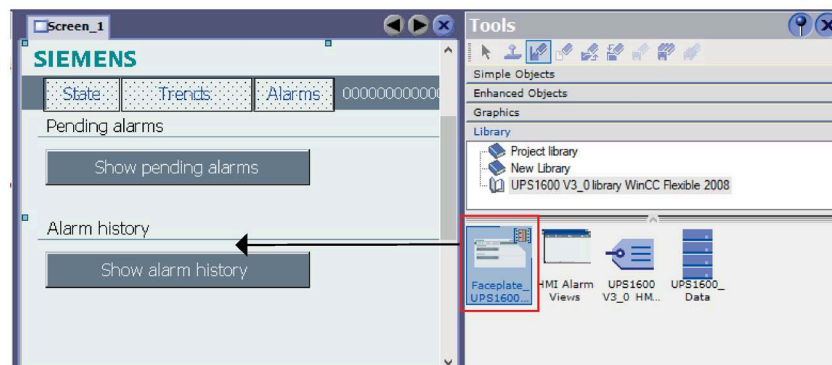 Screen_1
SIEMENS
State Trends Alarms 000000000000
Pending alarms
Show pending alarms
Alarm history
Show alarm history
Tools
Simple Objects
Enhanced Objects
Graphics
Library
Project library
New Library
UPS1600 V3_0 library WinCC Flexible 2008
Faceplate_ UPS1600...
HMI Alarm Views
UPS1600 V3_0 HM...
UPS1600_ Data